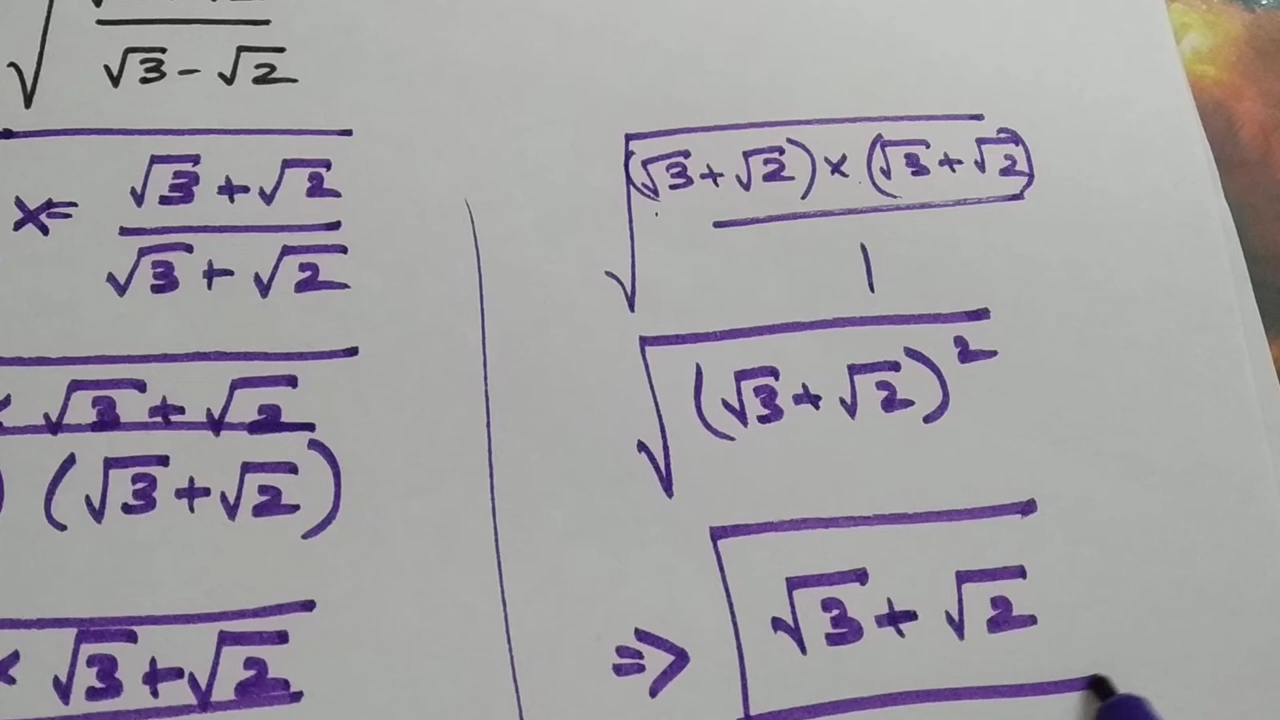 √3 - √2
x= √3 + √2
√3 + √2
√3 + √2
(√3 + √2)
x √3 + √2
√(√3 + √2) x (√3 + √2)
1
√(√3 + √2)²
=> √3 + √2